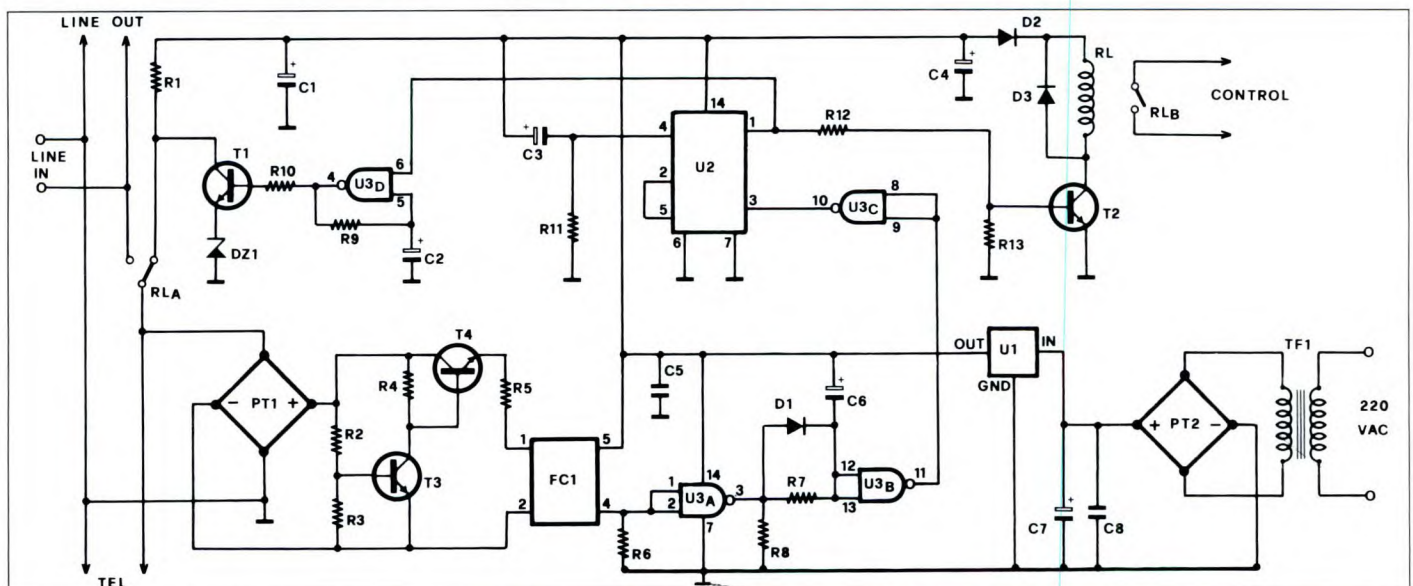 LINE OUT
D2
R1
C1
C4
RL
D3
RLB
CONTROL
14
LINE
IN
T1
R10
4
U3D
6
5
C3
4
1
R12
U2
2
5
3
10
U3C
8
9
R9
C2
R11
6
7
R13
T2
DZ1
RLA
T4
OUT
U1
IN
GND
TF1
R4
R5
C5
C6
D1
PT1
-
+
R2
T3
R3
1
5
FC1
2
4
14
1
2
U3A
3
7
R7
12
13
U3B
11
R6
R8
+
PT2
-
220
VAC
C7
C8
TEL